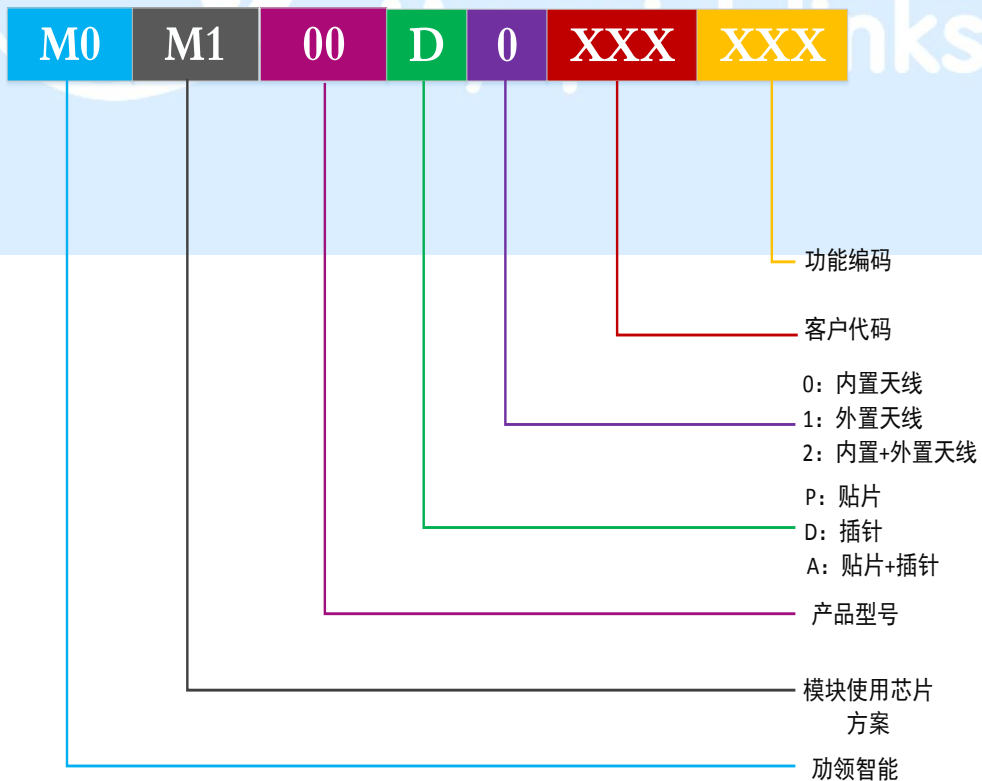 M0 M1 00 D 0 XXX XXX
功能编码
客户代码
0：内置天线
1：外置天线
2：内置+外置天线
P：贴片
D：插针
A：贴片+插针
产品型号
模块使用芯片
方案
劢领智能